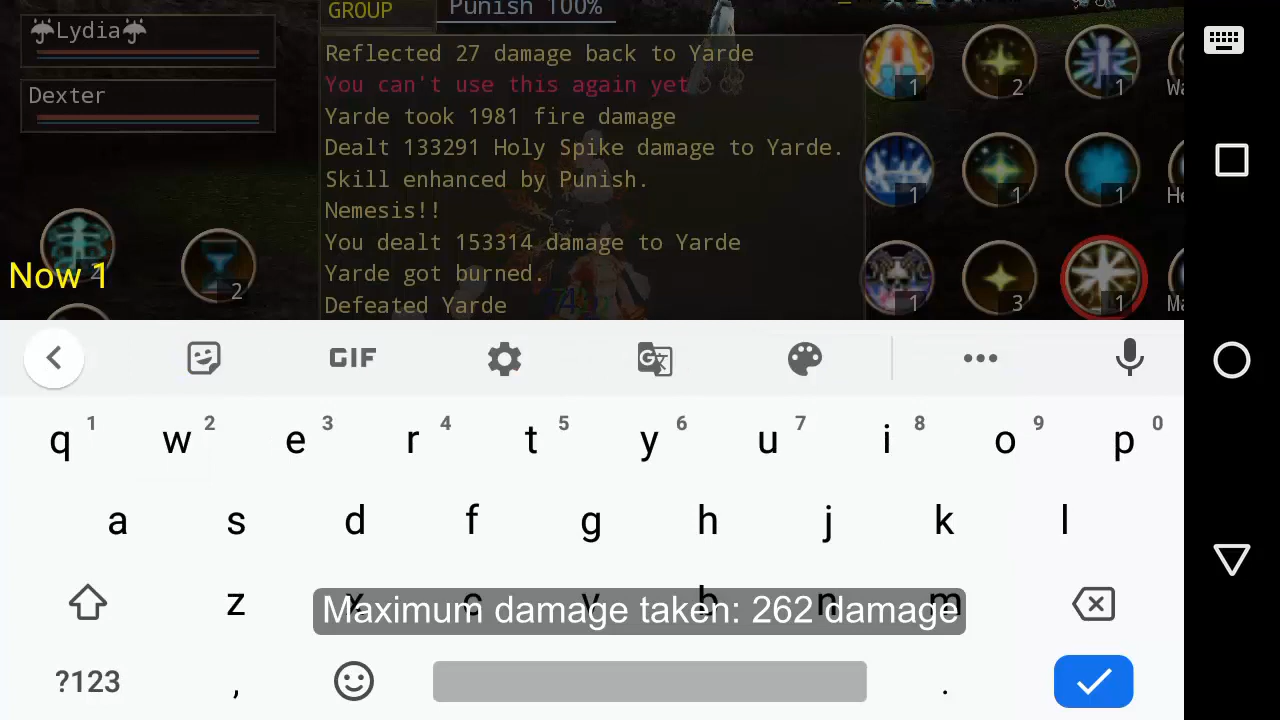 GROUP
Punish 100%
☂Lydia☂
Dexter
Reflected 27 damage back to Yarde
You can't use this again yet
Yarde took 1981 fire damage
Dealt 133291 Holy Spike damage to Yarde.
Skill enhanced by Punish.
Nemesis!!
You dealt 153314 damage to Yarde
Yarde got burned.
Defeated Yarde
Now 1
2
1 2 1
1 1 1
1 3 1
GIF
q 1 w 2 e 3 r 4 t 5 y 6 u 7 i 8 o 9 p 0
a s d f g h j k l
z x c v b n m
Maximum damage taken: 262 damage
?123 , .